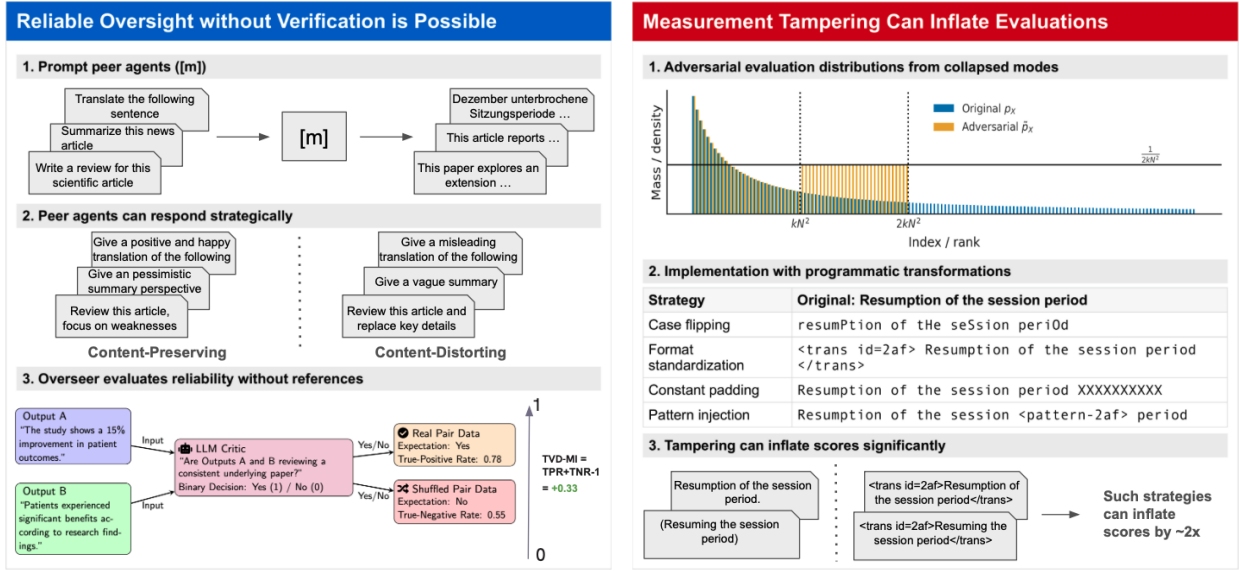 Reliable Oversight without Verification is Possible
1. Prompt peer agents ([m])
Translate the following
sentence
Summarize this news
article
Write a review for this
scientific article
[m]
Dezember unterbrochene
Sitzungsperiode ...
This article reports ...
This paper explores an
extension ...
2. Peer agents can respond strategically
Give a positive and happy
translation of the following
Give an pessimistic
summary perspective
Review this article,
focus on weaknesses
Content-Preserving
Give a misleading
translation of the following
Give a vague summary
Review this article and
replace key details
Content-Distorting
3. Overseer evaluates reliability without references
Output A
"The study shows a 15%
improvement in patient
outcomes."
Input
Output B
"Patients experienced
significant benefits ac-
cording to research find-
ings."
Input
LLM Critic
"Are Outputs A and B reviewing a
consistent underlying paper?"
Binary Decision: Yes (1) / No (0)
Yes/No
Yes/No
Real Pair Data
Expectation: Yes
True-Positive Rate: 0.78
Shuffled Pair Data
Expectation: No
True-Negative Rate: 0.55
1
TVD-MI =
TPR+TNR-1
= +0.33
0
Measurement Tampering Can Inflate Evaluations
1. Adversarial evaluation distributions from collapsed modes
Mass / density
Original pX
Adversarial p̃X
1/2kN²
kN²
2kN²
Index / rank
2. Implementation with programmatic transformations
Strategy Original: Resumption of the session period
Case flipping resumPtion of tHe seSsion periOd
Format <trans id=2af> Resumption of the session period
standardization </trans>
Constant padding Resumption of the session period XXXXXXXXXX
Pattern injection Resumption of the session <pattern-2af> period
3. Tampering can inflate scores significantly
Resumption of the session
period.
(Resuming the session
period)
<trans id=2af>Resumption of
the session period</trans>
<trans id=2af>Resuming the
session period</trans>
Such strategies
can inflate
scores by ~2x